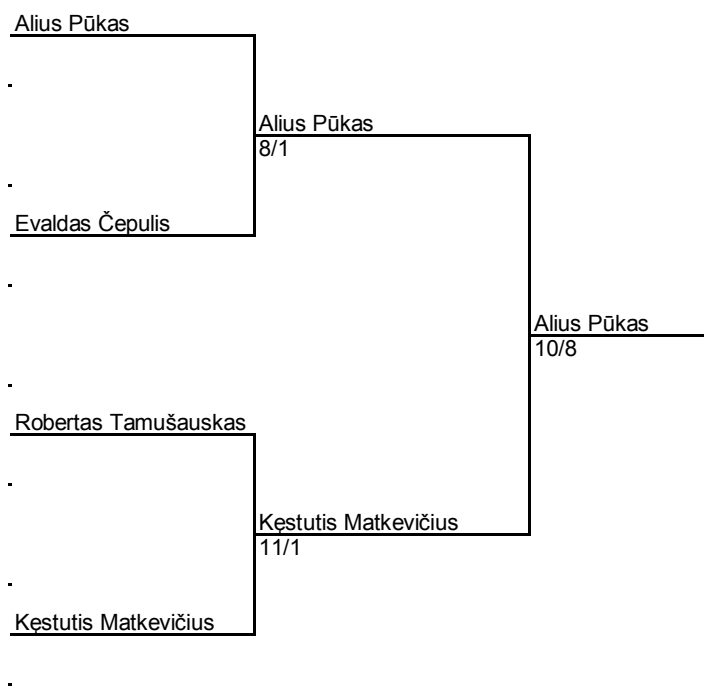 Alius Pūkas
Alius Pūkas
8/1
Evaldas Čepulis
Alius Pūkas
10/8
Robertas Tamušauskas
Kęstutis Matkevičius
11/1
Kęstutis Matkevičius